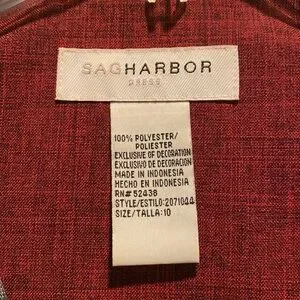 SAGHARBOR
DRESS
100% POLYESTER/
POLIESTER
EXCLUSIVE OF DECORATION
EXCLUSIVO DE DECORACION
MADE IN INDONESIA
HECHO EN INDONESIA
RN# 52438
STYLE/ESTILO:2071044
SIZE/TALLA:10